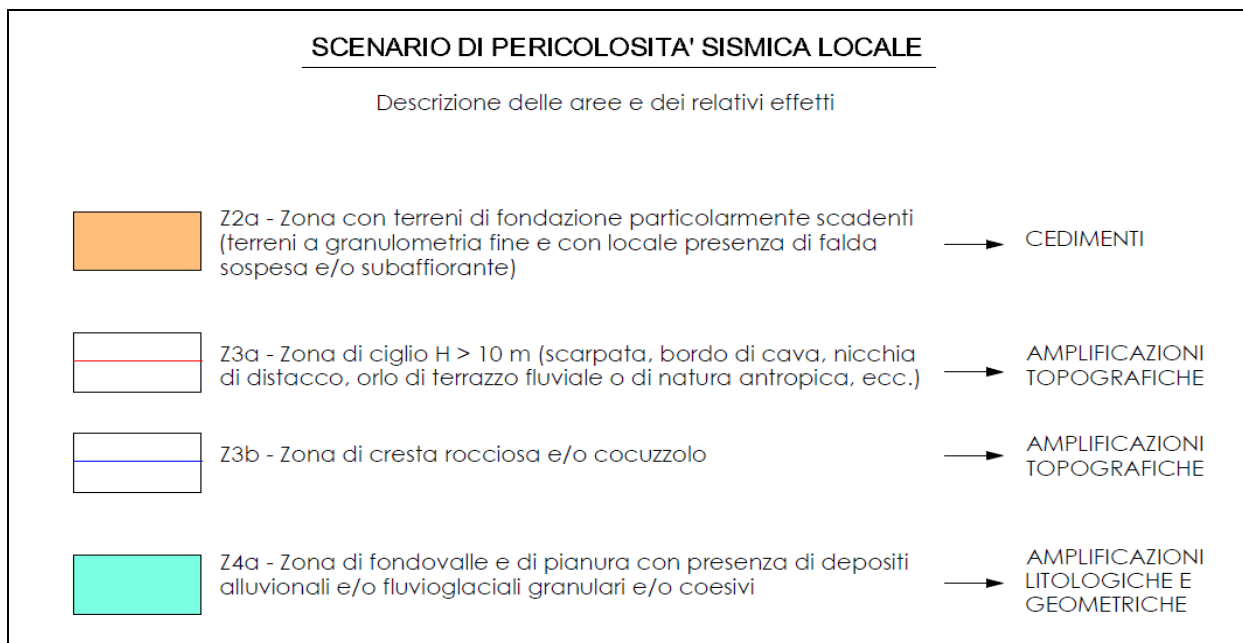 SCENARIO DI PERICOLOSITA' SISMICA LOCALE
Descrizione delle aree e dei relativi effetti
Z2a - Zona con terreni di fondazione particolarmente scadenti
(terreni a granulometria fine e con locale presenza di falda
sospesa e/o subaffiorante)
CEDIMENTI
Z3a - Zona di ciglio H > 10 m (scarpata, bordo di cava, nicchia
di distacco, orlo di terrazzo fluviale o di natura antropica, ecc.)
AMPLIFICAZIONI
TOPOGRAFICHE
Z3b - Zona di cresta rocciosa e/o cocuzzolo
AMPLIFICAZIONI
TOPOGRAFICHE
Z4a - Zona di fondovalle e di pianura con presenza di depositi
alluvionali e/o fluvioglaciali granulari e/o coesivi
AMPLIFICAZIONI
LITOLOGICHE E
GEOMETRICHE